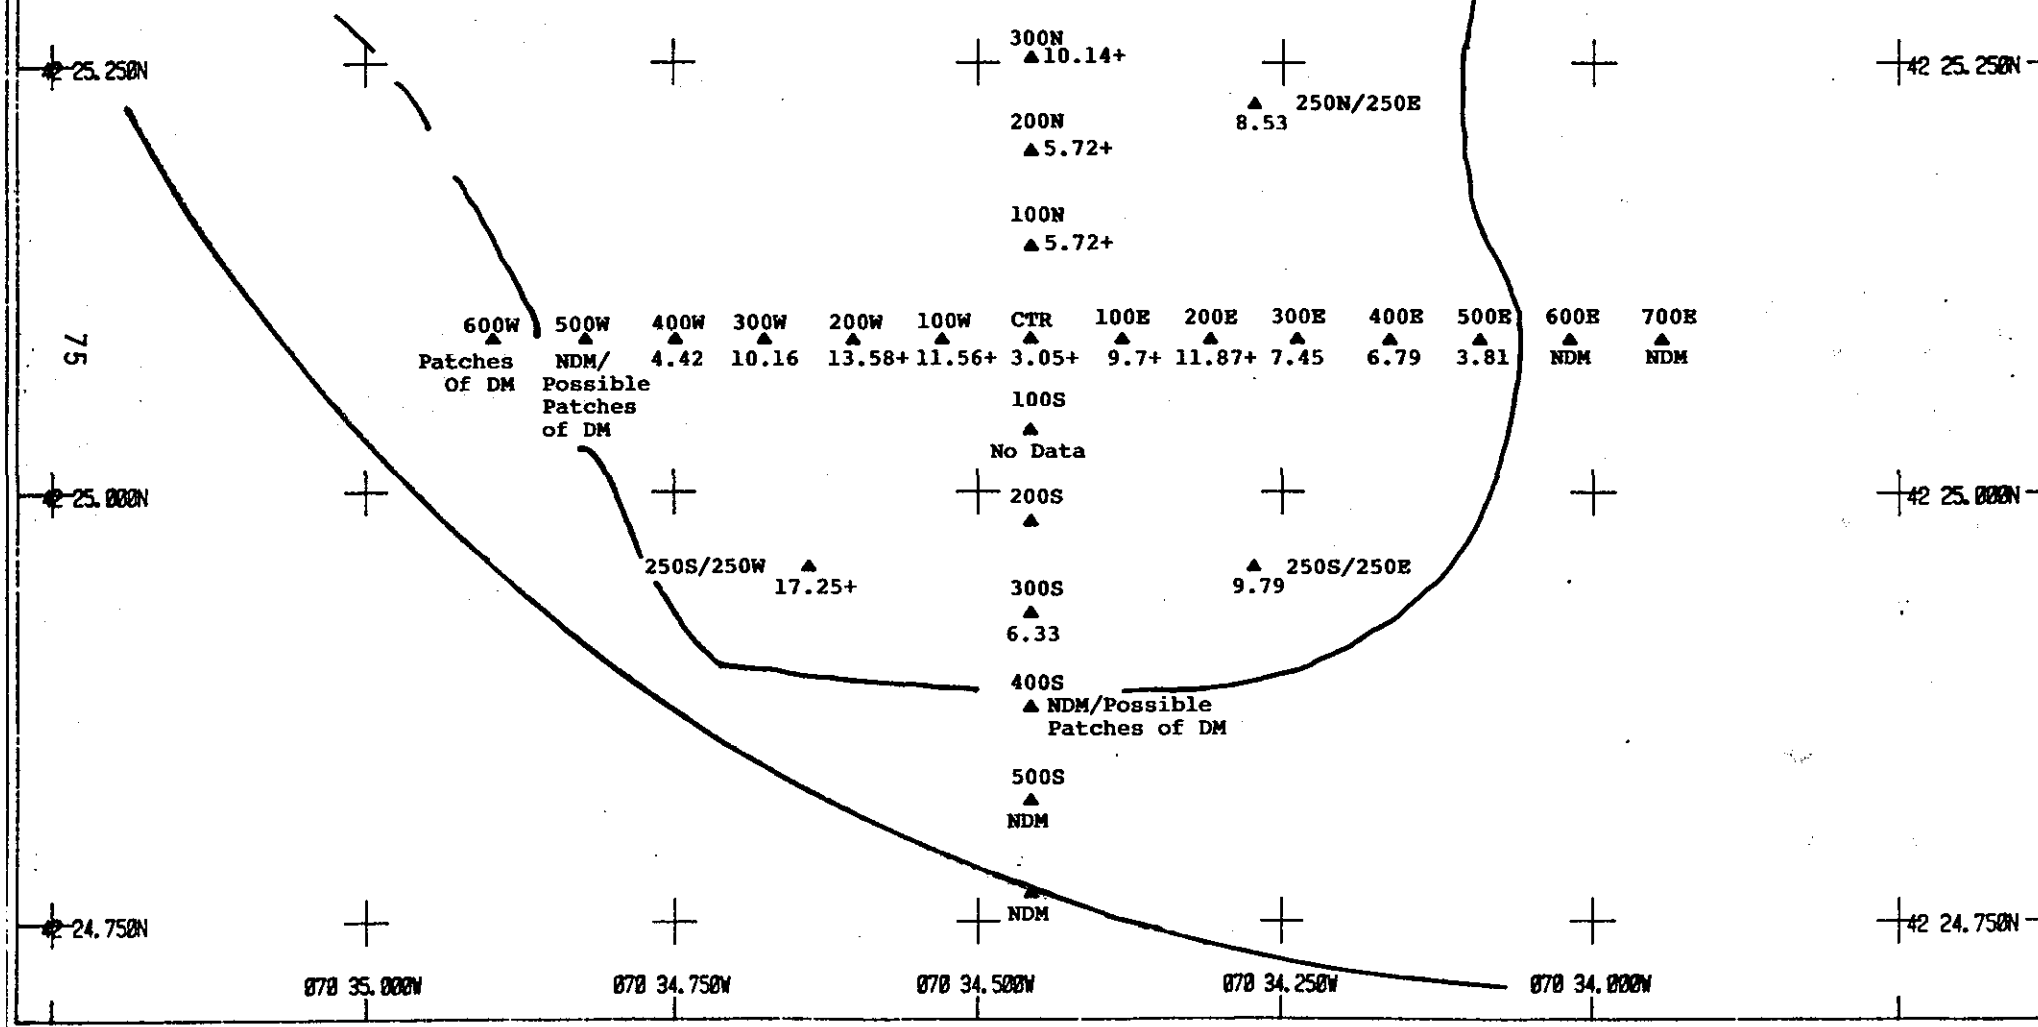 300N
10.14+
42 25.250N
42 25.250N
250N/250E
8.53
200N
5.72+
100N
5.72+
75
600W 500W 400W 300W 200W 100W CTR 100E 200E 300E 400E 500E 600E 700E
Patches NDM/ 4.42 10.16 13.58+ 11.56+ 3.05+ 9.7+ 11.87+ 7.45 6.79 3.81 NDM NDM
Of DM Possible
Patches
of DM
100S
No Data
42 25.000N
200S
42 25.000N
250S/250W
17.25+
250S/250E
9.79
300S
6.33
400S
NDM/Possible
Patches of DM
500S
NDM
NDM
42 24.750N
42 24.750N
070 35.000W 070 34.750W 070 34.500W 070 34.250W 070 34.000W